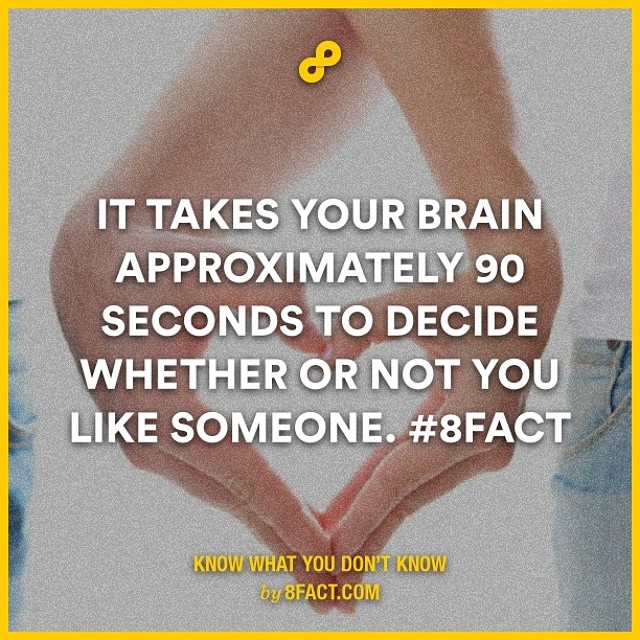 IT TAKES YOUR BRAIN
APPROXIMATELY 90
SECONDS TO DECIDE
WHETHER OR NOT YOU
LIKE SOMEONE. #8FACT
KNOW WHAT YOU DON'T KNOW
by 8FACT.COM